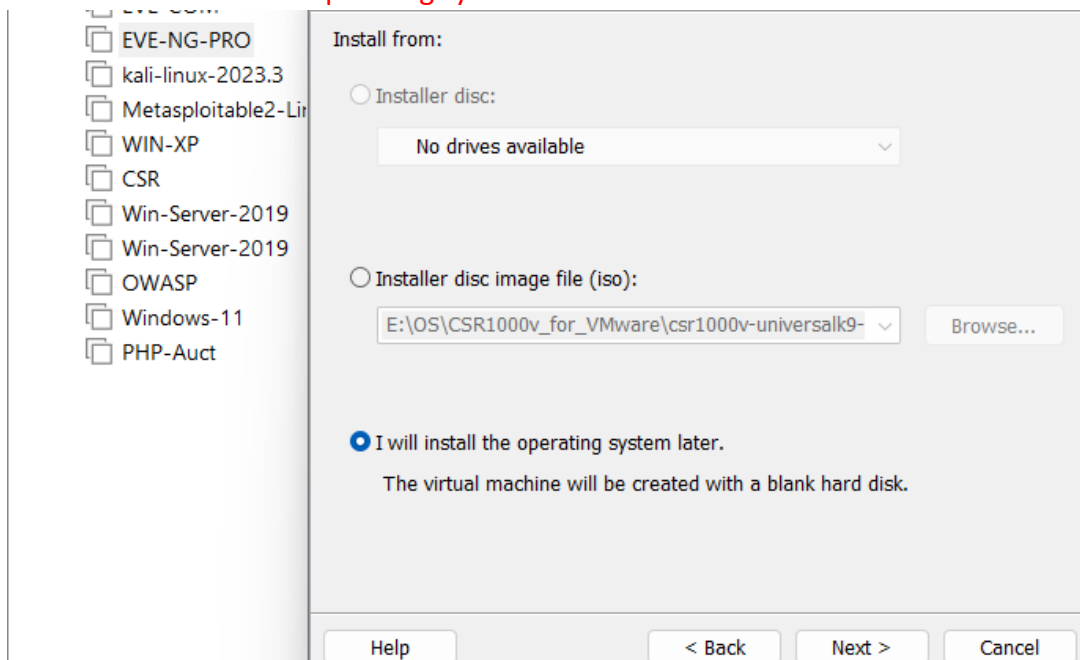 EVE-NG-PRO
kali-linux-2023.3
Metasploitable2-Lin
WIN-XP
CSR
Win-Server-2019
Win-Server-2019
OWASP
Windows-11
PHP-Auct
Install from:
Installer disc:
No drives available
Installer disc image file (iso):
E:\OS\CSR1000v_for_VMware\csr1000v-universalk9-
Browse...
I will install the operating system later.
The virtual machine will be created with a blank hard disk.
Help
< Back
Next >
Cancel